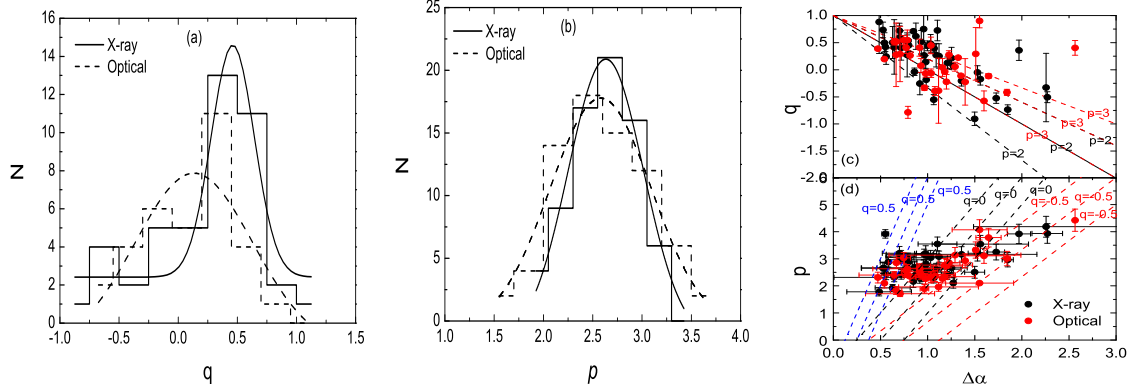 (a)
X-ray
Optical
N
16
14
12
10
8
6
4
2
0
-1.0
-0.5
0.0
0.5
1.0
q
(b)
X-ray
Optical
N
25
20
15
10
5
0
1.0
1.5
2.0
2.5
3.0
3.5
4.0
p
q
1.0
0.5
0.0
-0.5
-1.0
-1.5
-2.0
p=3
p=3
p=3
p=2
p=2
p=2
(c)
(d)
p
5
4
3
2
1
0
q=0.5
q=0.5
q=0.5
q=0
q=0
q=0
q=-0.5
q=-0.5
q=-0.5
X-ray
Optical
0.0
0.5
1.0
1.5
2.0
2.5
3.0
Δα